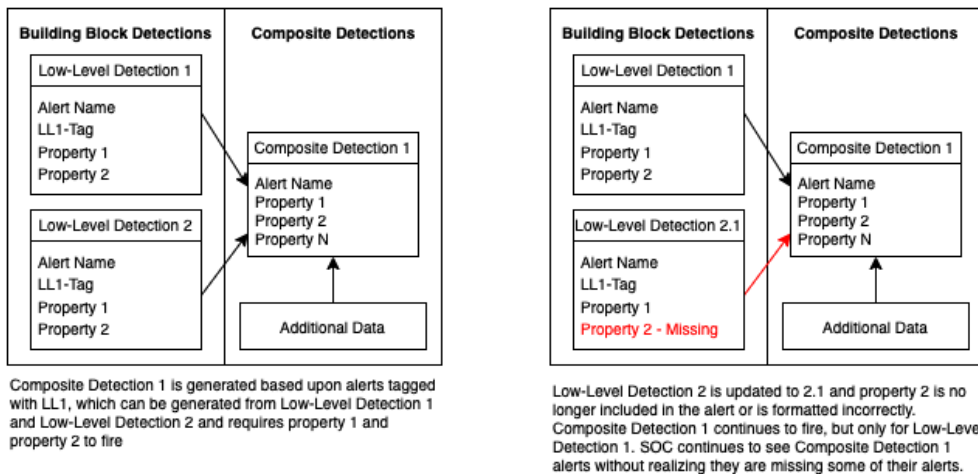 Building Block Detections
Composite Detections
Low-Level Detection 1
Alert Name
LL1-Tag
Property 1
Property 2
Low-Level Detection 2
Alert Name
LL1-Tag
Property 1
Property 2
Composite Detection 1
Alert Name
Property 1
Property 2
Property N
Additional Data
Composite Detection 1 is generated based upon alerts tagged
with LL1, which can be generated from Low-Level Detection 1
and Low-Level Detection 2 and requires property 1 and
property 2 to fire
Building Block Detections
Composite Detections
Low-Level Detection 1
Alert Name
LL1-Tag
Property 1
Property 2
Low-Level Detection 2.1
Alert Name
LL1-Tag
Property 1
Property 2 - Missing
Composite Detection 1
Alert Name
Property 1
Property 2
Property N
Additional Data
Low-Level Detection 2 is updated to 2.1 and property 2 is no
longer included in the alert or is formatted incorrectly.
Composite Detection 1 continues to fire, but only for Low-Leve
Detection 1. SOC continues to see Composite Detection 1
alerts without realizing they are missing some of their alerts.